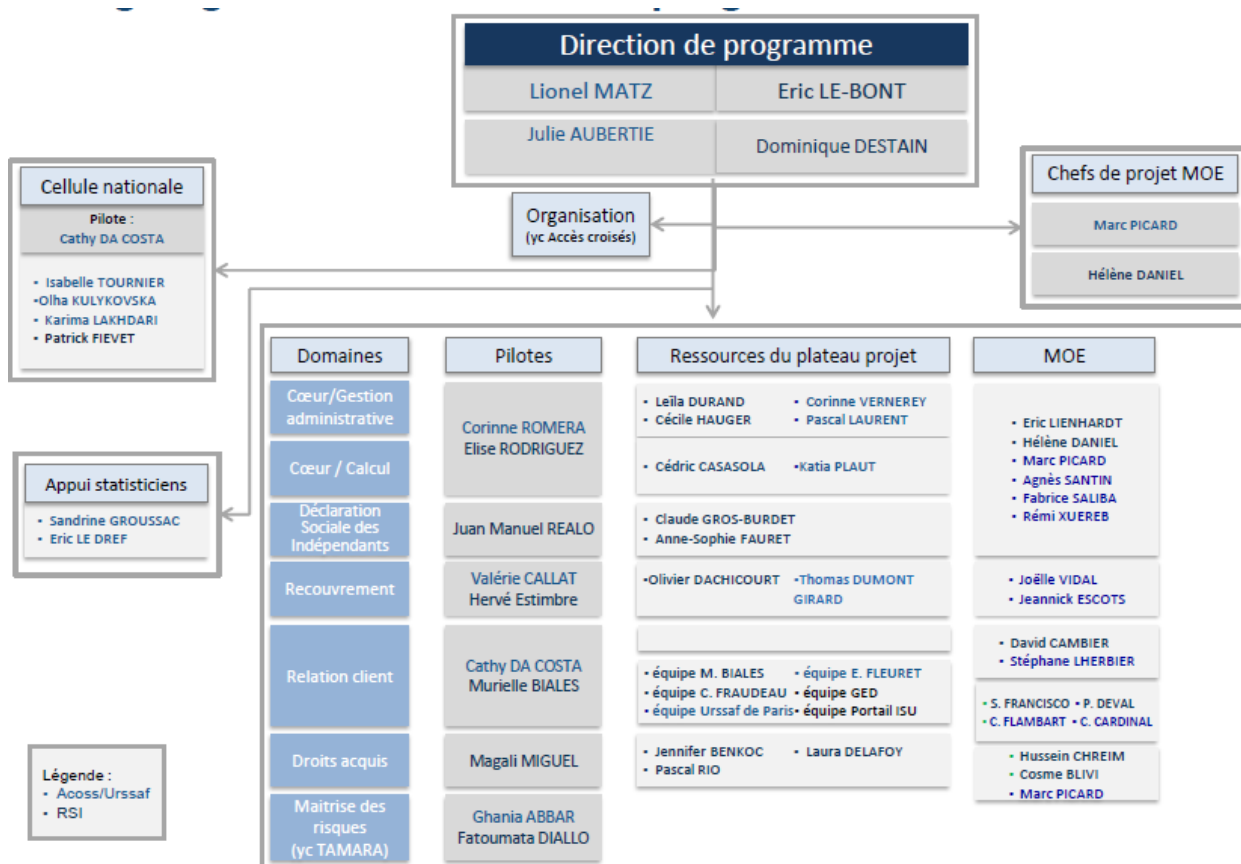 Direction de programme
Lionel MATZ
Eric LE-BONT
Julie AUBERTIE
Dominique DESTAIN
Cellule nationale
Pilote :
Cathy DA COSTA
• Isabelle TOURNIER
•Olha KULYKOVSKA
• Karima LAKHDARI
• Patrick FIEVET
Organisation
(yc Accès croisés)
Chefs de projet MOE
Marc PICARD
Hélène DANIEL
Appui statisticiens
• Sandrine GROUSSAC
• Eric LE DREF
Domaines
Pilotes
Ressources du plateau projet
MOE
Cœur/Gestion
administrative
Corinne ROMERA
Elise RODRIGUEZ
• Leïla DURAND
• Corinne VERNEREY
• Cécile HAUGER
• Pascal LAURENT
• Eric LIENHARDT
• Hélène DANIEL
• Marc PICARD
• Agnès SANTIN
• Fabrice SALIBA
• Rémi XUEREB
Cœur / Calcul
• Cédric CASASOLA
•Katia PLAUT
Déclaration
Sociale des
Indépendants
Juan Manuel REALO
• Claude GROS-BURDET
• Anne-Sophie FAURET
Recouvrement
Valérie CALLAT
Hervé Estimbre
•Olivier DACHICOURT
•Thomas DUMONT
GIRARD
• Joëlle VIDAL
• Jeannick ESCOTS
Relation client
Cathy DA COSTA
Murielle BIALES
• équipe M. BIALES
• équipe E. FLEURET
• équipe C. FRAUDEAU
• équipe GED
• équipe Urssaf de Paris
• équipe Portail ISU
• David CAMBIER
• Stéphane LHERBIER
• S. FRANCISCO • P. DEVAL
• C. FLAMBART • C. CARDINAL
Droits acquis
Magali MIGUEL
• Jennifer BENKOC
• Laura DELAFOY
• Pascal RIO
• Hussein CHREIM
• Cosme BLIVI
• Marc PICARD
Maitrise des
risques
(yc TAMARA)
Ghania ABBAR
Fatoumata DIALLO
Légende :
• Acoss/Urssaf
• RSI